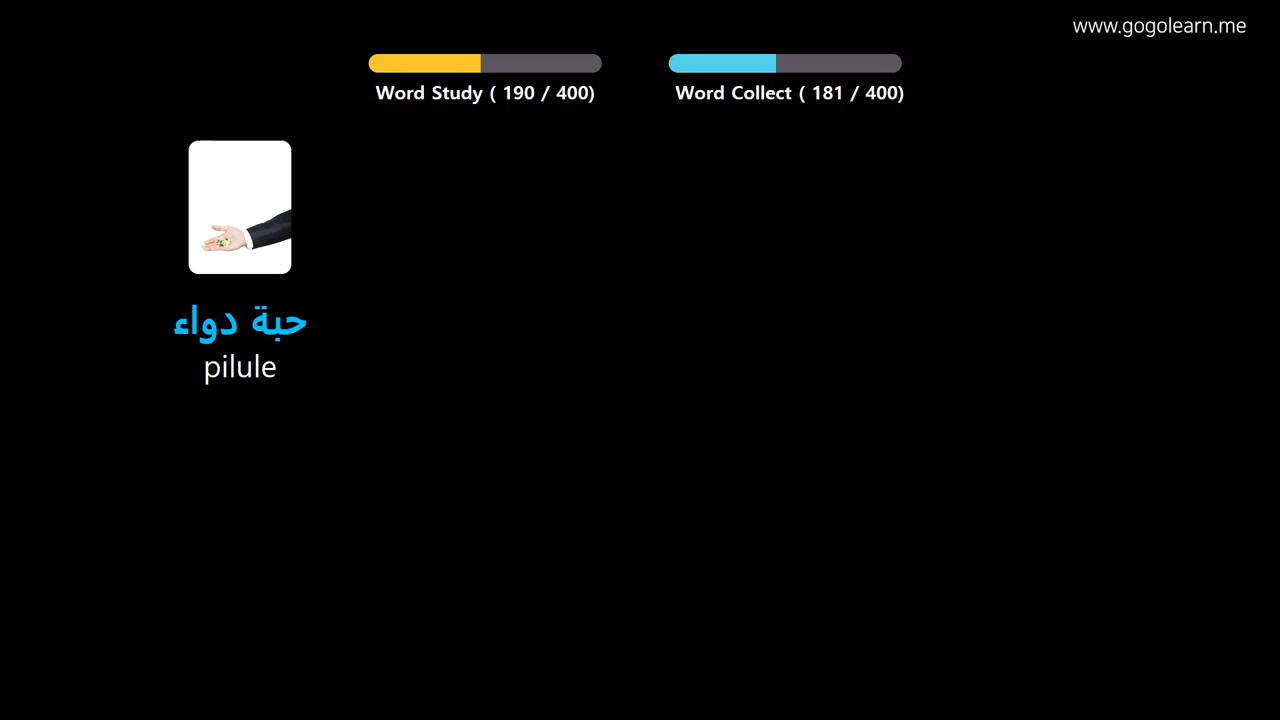 www.gogolearn.me
Word Study ( 190 / 400)
Word Collect ( 181 / 400)
حبة دواء
pilule